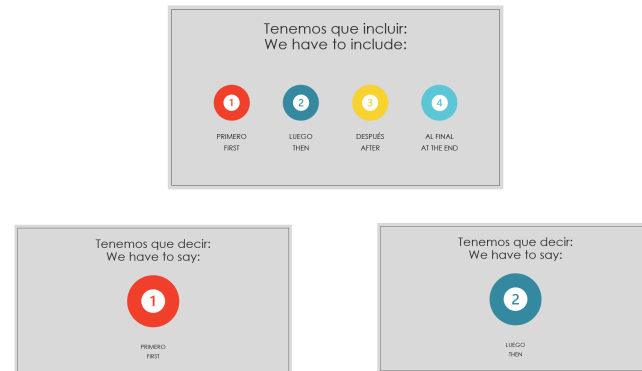 Tenemos que incluir:
We have to include:
1 2 3 4
PRIMERO LUEGO DESPUÉS AL FINAL
FIRST THEN AFTER AT THE END
Tenemos que decir:
We have to say:
1
PRIMERO
FIRST
Tenemos que decir:
We have to say:
2
LUEGO
THEN